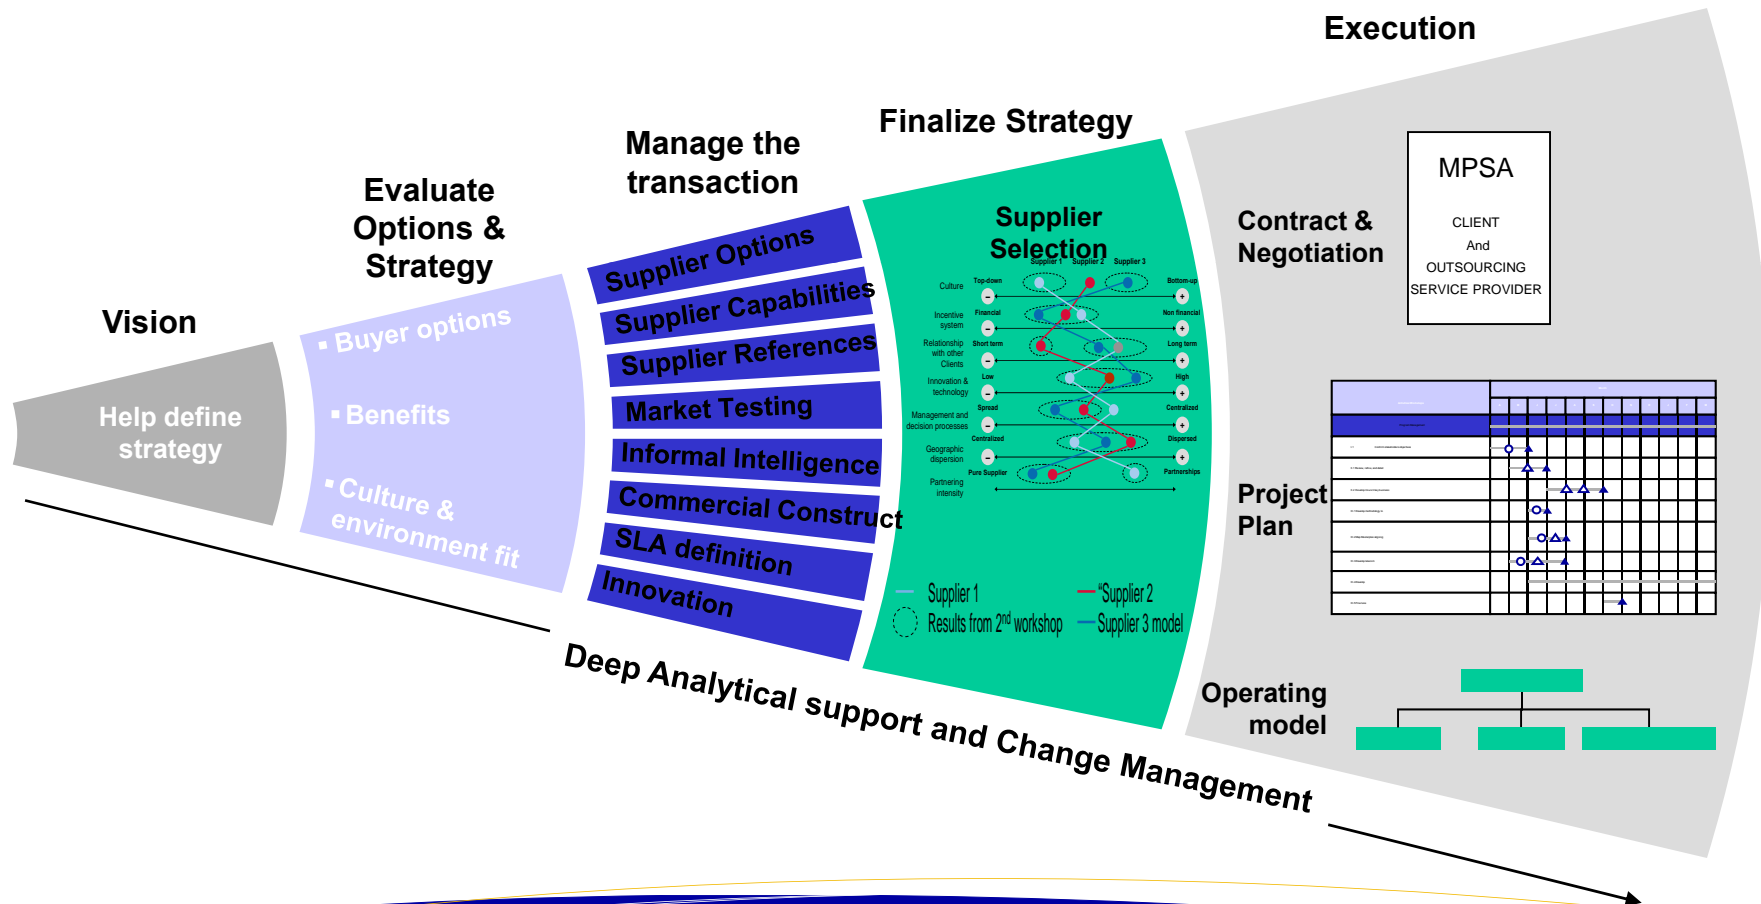 Vision
Help define
strategy
Evaluate
Options &
Strategy
▪ Buyer options
▪ Benefits
▪ Culture &
environment fit
Manage the
transaction
Supplier Options
Supplier Capabilities
Supplier References
Market Testing
Informal Intelligence
Commercial Construct
SLA definition
Innovation
Finalize Strategy
Supplier
Selection
Supplier 1 Supplier 2 Supplier 3
Culture
Top-down
Bottom-up
− +
Incentive
system
Financial
Non financial
− +
Relationship
with other
Clients
Short term
Long term
− +
Innovation &
technology
Low
High
− +
Management and
decision processes
Spread
Centralized
− +
Geographic
dispersion
Centralized
Dispersed
− +
Partnering
intensity
Pure Supplier
Partnerships
Supplier 1
“Supplier 2
Results from 2nd workshop
Supplier 3 model
Execution
Contract &
Negotiation
MPSA
CLIENT
And
OUTSOURCING
SERVICE PROVIDER
Project
Plan
Operating
model
Deep Analytical support and Change Management